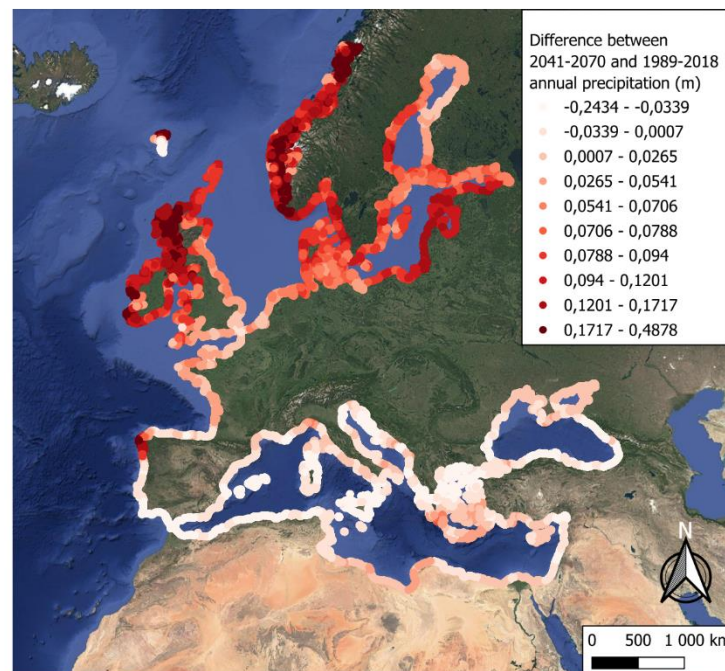 Difference between
2041-2070 and 1989-2018
annual precipitation (m)
-0,2434 - -0,0339
-0,0339 - 0,0007
0,0007 - 0,0265
0,0265 - 0,0541
0,0541 - 0,0706
0,0706 - 0,0788
0,0788 - 0,094
0,094 - 0,1201
0,1201 - 0,1717
0,1717 - 0,4878
N
0 500 1 000 km